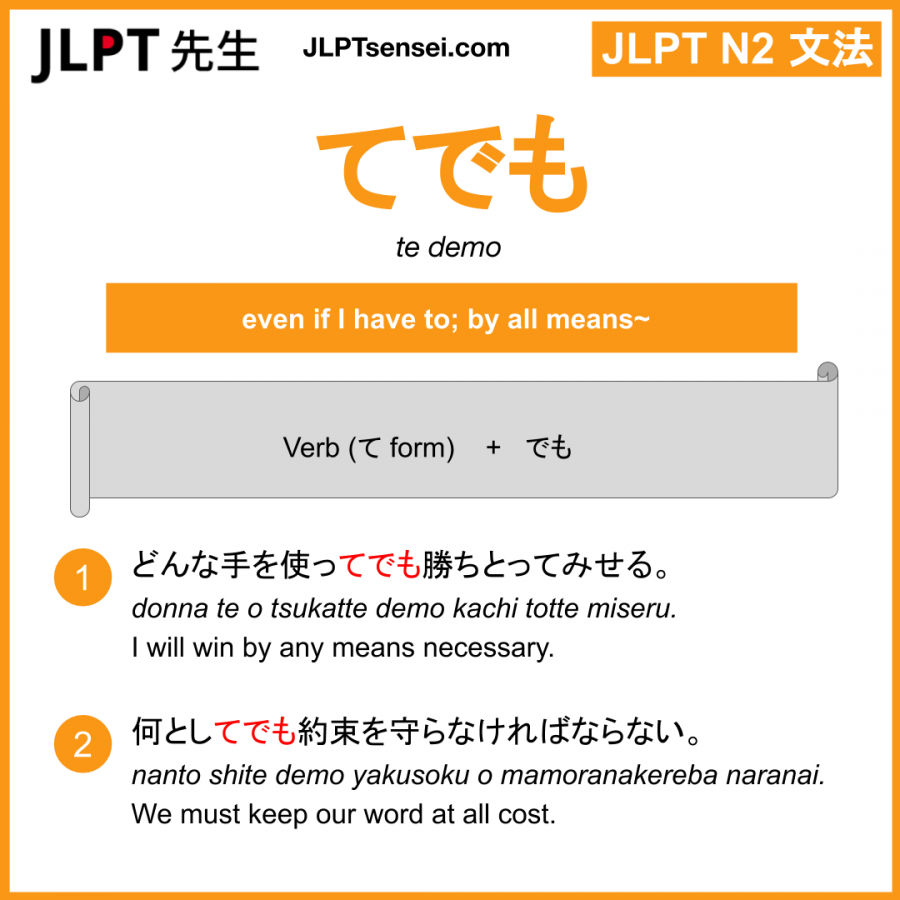 JLPT 先生
JLPTsensei.com
JLPT N2 文法
てでも
te demo
even if I have to; by all means~
Verb (て form) + でも
1
どんな手を使ってでも勝ちとってみせる。
donna te o tsukatte demo kachi totte miseru.
I will win by any means necessary.
2
何としてでも約束を守らなければならない。
nanto shite demo yakusoku o mamoranakereba naranai.
We must keep our word at all cost.